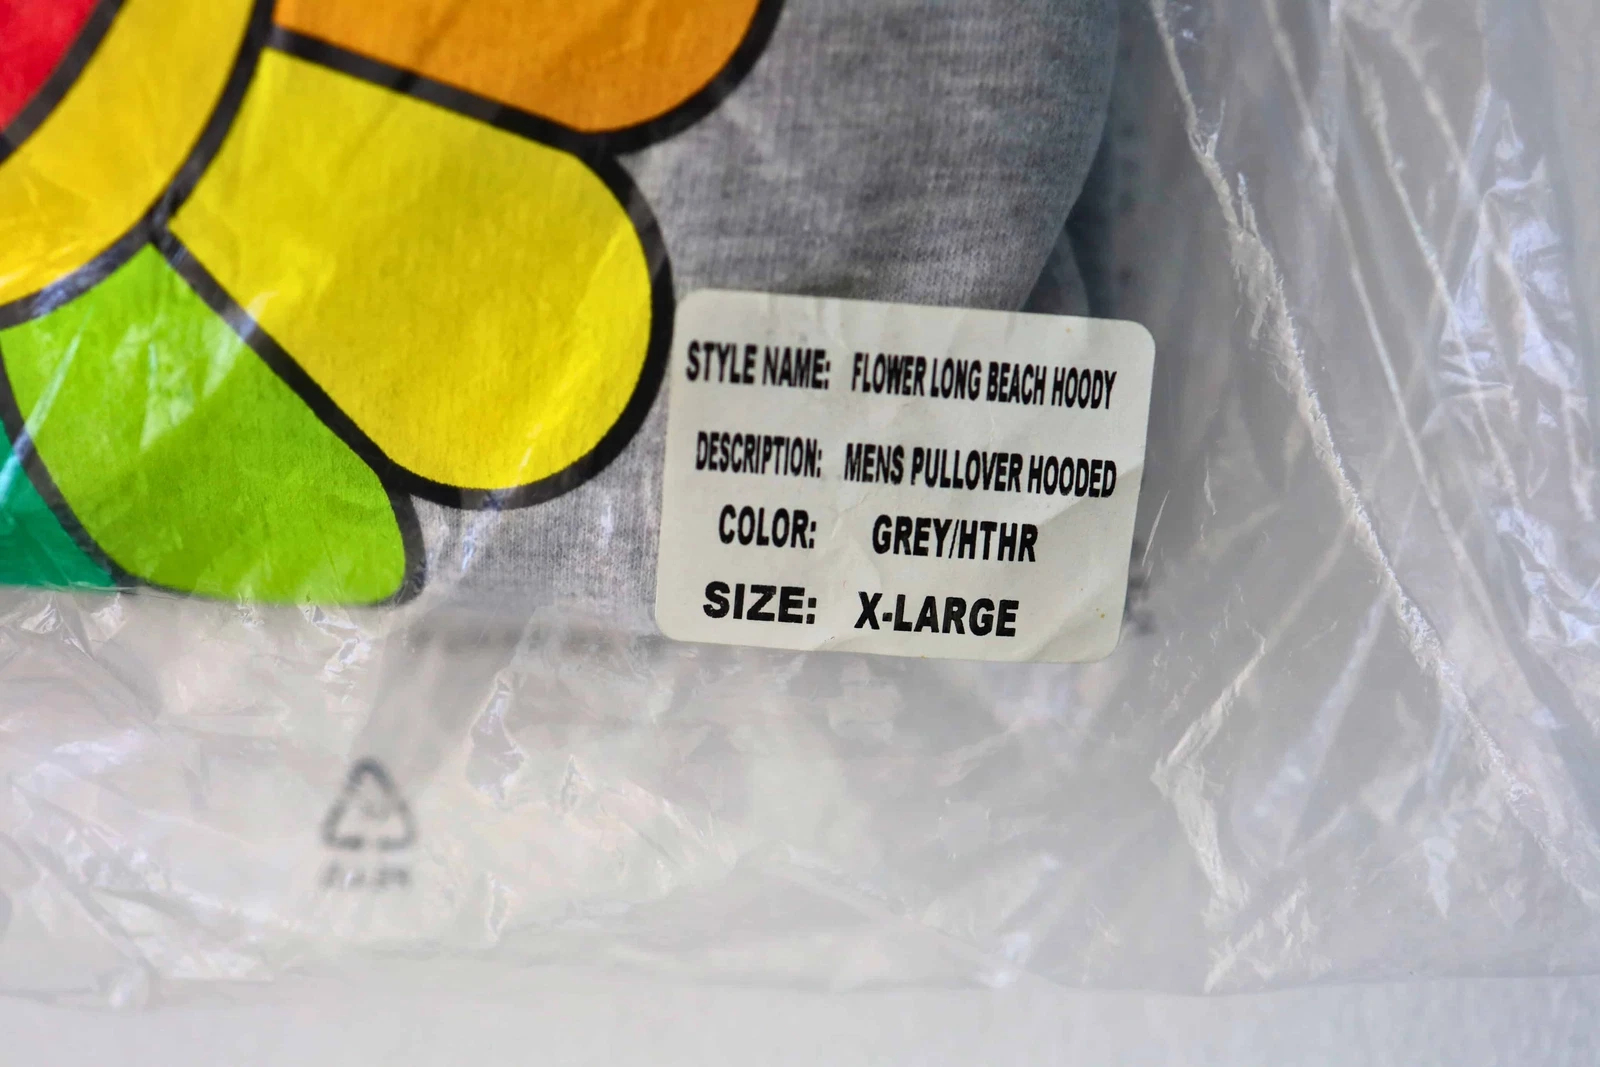 STYLE NAME: FLOWER LONG BEACH HOODY
DESCRIPTION: MENS PULLOVER HOODED
COLOR: GREY/HTHR
SIZE: X-LARGE